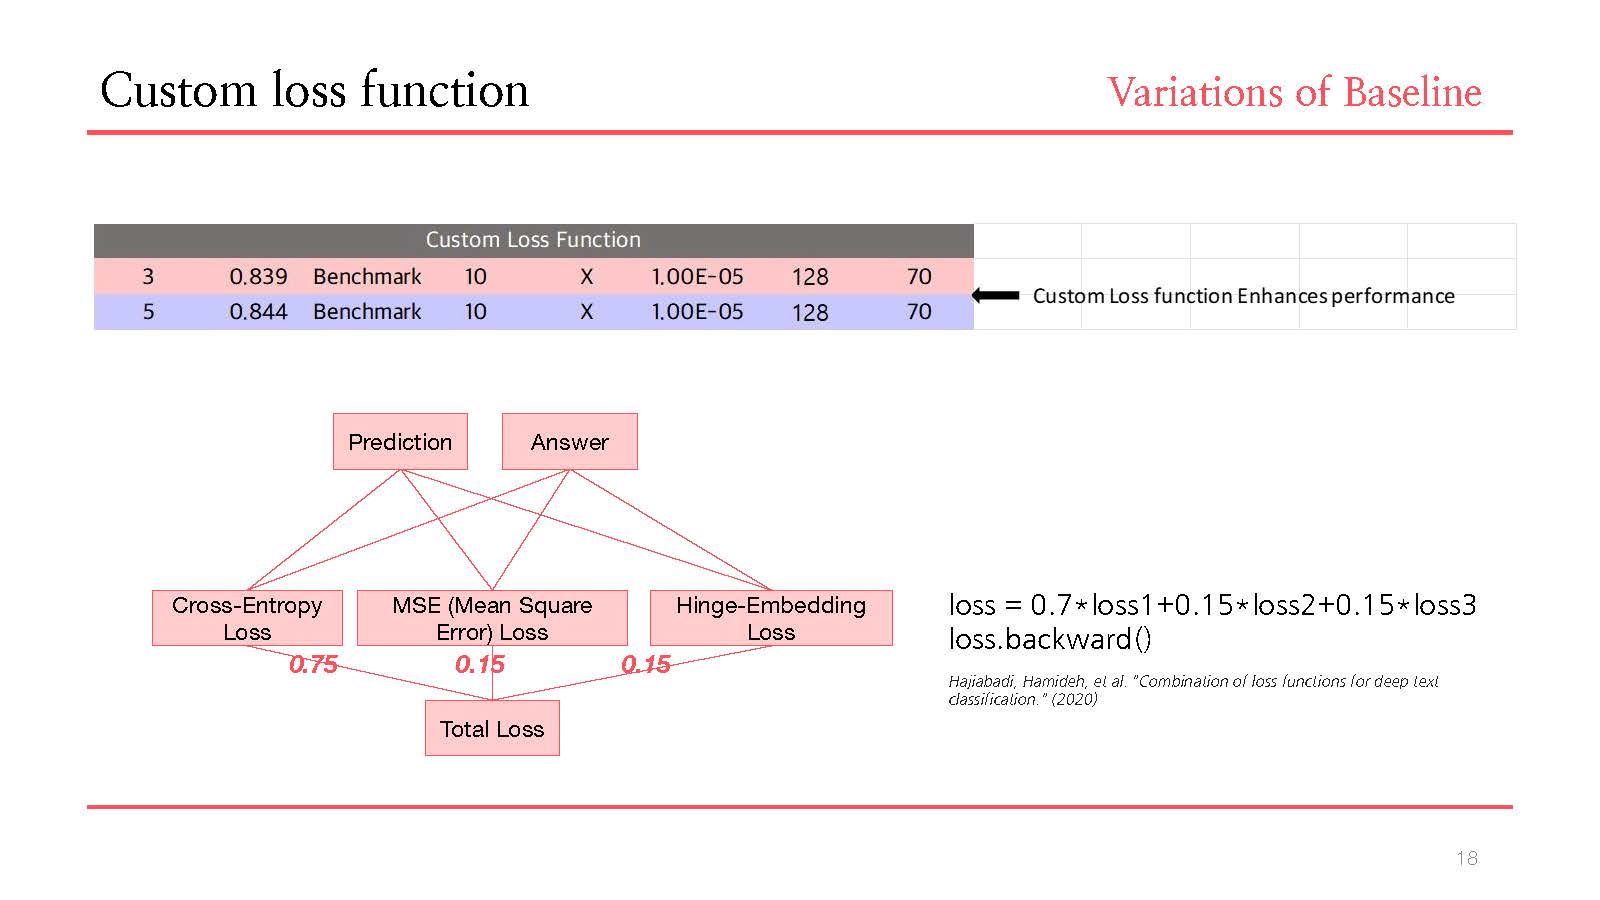 Custom loss function
Variations of Baseline
Custom Loss Function
3 0.839 Benchmark 10 X 1.00E-05 128 70
5 0.844 Benchmark 10 X 1.00E-05 128 70
Custom Loss function Enhances performance
Prediction
Answer
Cross-Entropy
Loss
MSE (Mean Square
Error) Loss
Hinge-Embedding
Loss
0.75
0.15
0.15
Total Loss
loss = 0.7*loss1+0.15*loss2+0.15*loss3
loss.backward()
Hajiabadi, Hamideh, et al. "Combination of loss functions for deep text
classification." (2020)
18